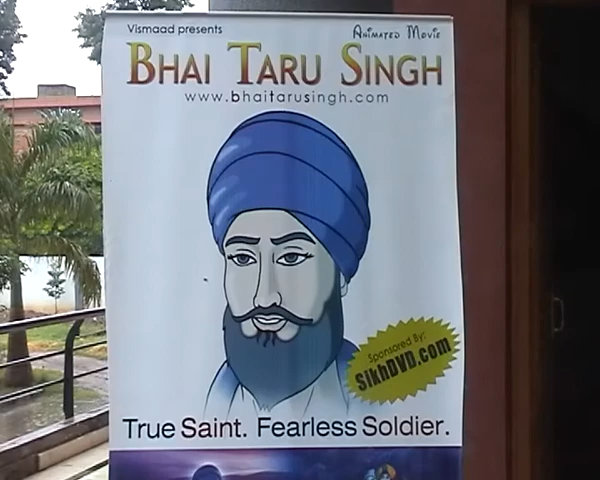 Vismaad presents
Animated Movie
Bhai Taru Singh
www.bhaitarusingh.com
Sponsored By:
SikhDVD.com
True Saint. Fearless Soldier.